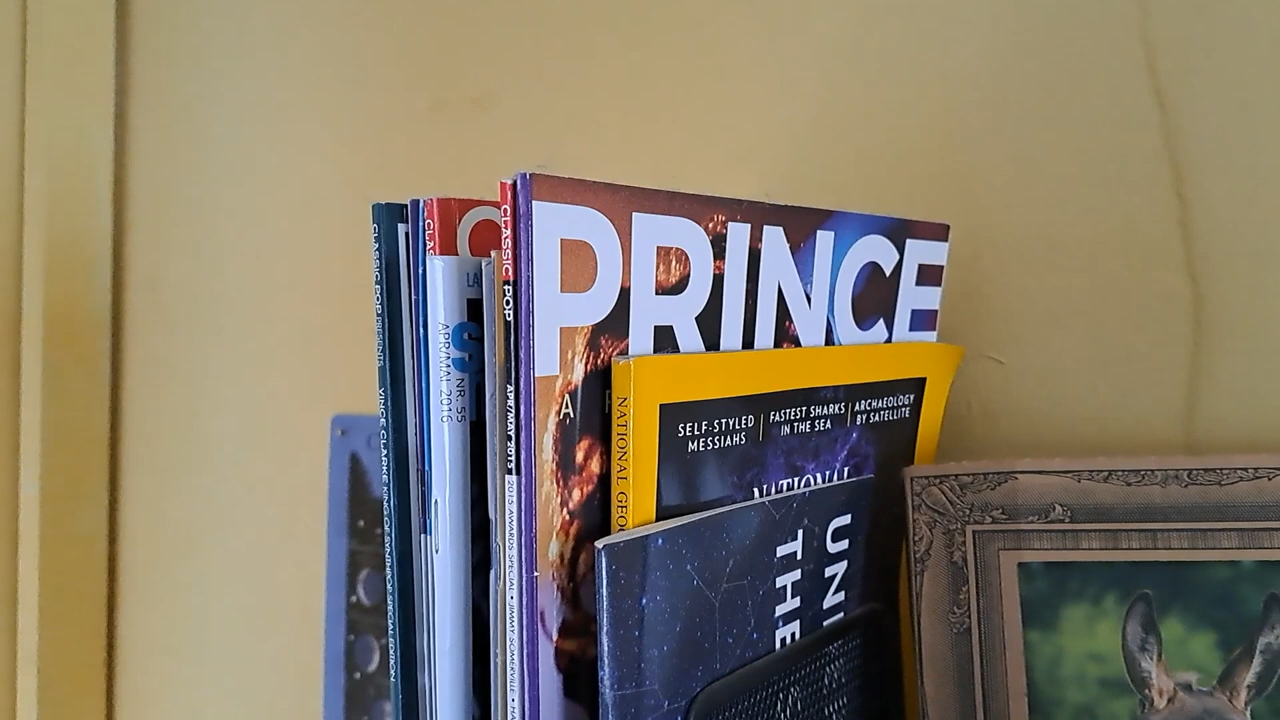 CLASSIC POP PRESENTS VINCE CLARKE KING OF SYNTHPOP SPECIAL EDITION
APR/MAI 2016
NR. 55
CLASSIC POP APR/MAY 2015 2015 AWARDS SPECIAL • JIMMY SOMERVILLE •
PRINCE
NATIONAL
SELF-STYLED MESSIAHS
FASTEST SHARKS IN THE SEA
ARCHAEOLOGY BY SATELLITE
NATIONAL
THE